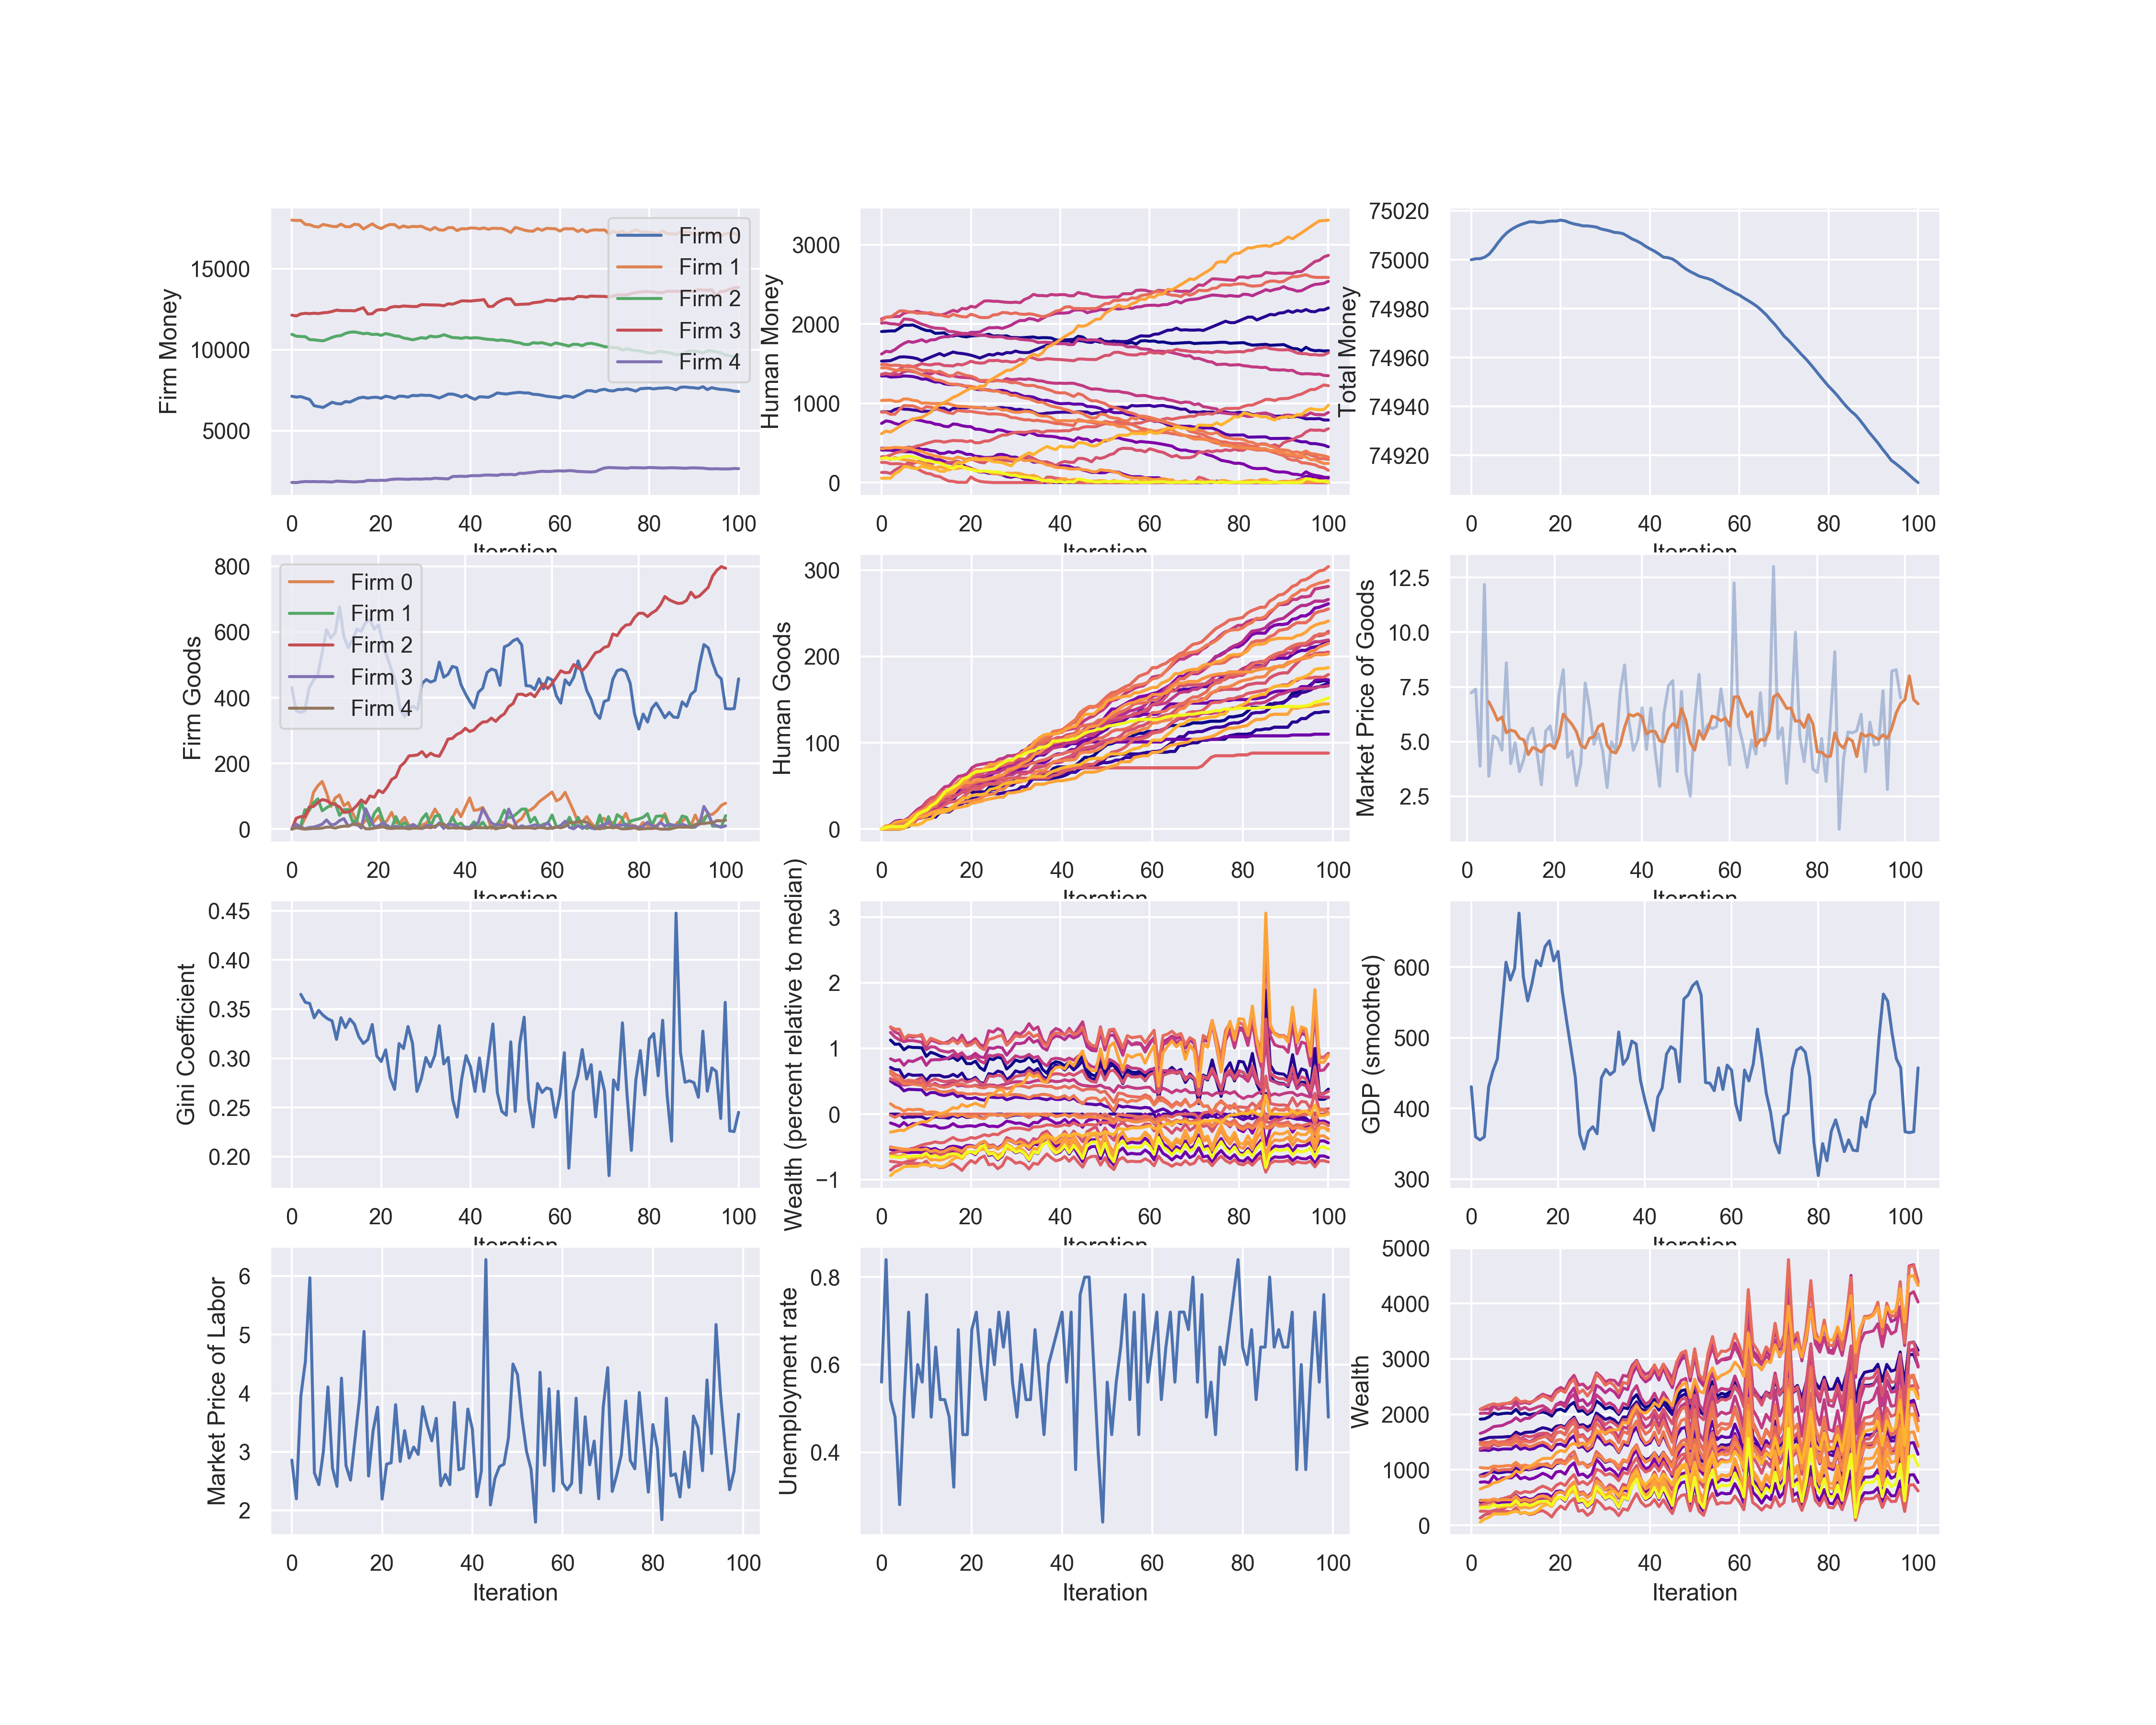 Firm Money
15000
10000
5000
0 20 40 60 80 100
Iteration
Firm 0
Firm 1
Firm 2
Firm 3
Firm 4
Human Money
3000
2000
1000
0
0 20 40 60 80 100
Iteration
Total Money
75020
75000
74980
74960
74940
74920
0 20 40 60 80 100
Iteration
Firm Goods
800
600
400
200
0
0 20 40 60 80 100
Iteration
Firm 0
Firm 1
Firm 2
Firm 3
Firm 4
Human Goods
300
200
100
0
0 20 40 60 80 100
Iteration
Market Price of Goods
12.5
10.0
7.5
5.0
2.5
0 20 40 60 80 100
Iteration
Gini Coefficient
0.45
0.40
0.35
0.30
0.25
0.20
0 20 40 60 80 100
Iteration
Wealth (percent relative to median)
3
2
1
0
−1
0 20 40 60 80 100
Iteration
GDP (smoothed)
600
500
400
300
0 20 40 60 80 100
Iteration
Market Price of Labor
6
5
4
3
2
0 20 40 60 80 100
Iteration
Unemployment rate
0.8
0.6
0.4
0 20 40 60 80 100
Iteration
Wealth
5000
4000
3000
2000
1000
0
0 20 40 60 80 100
Iteration